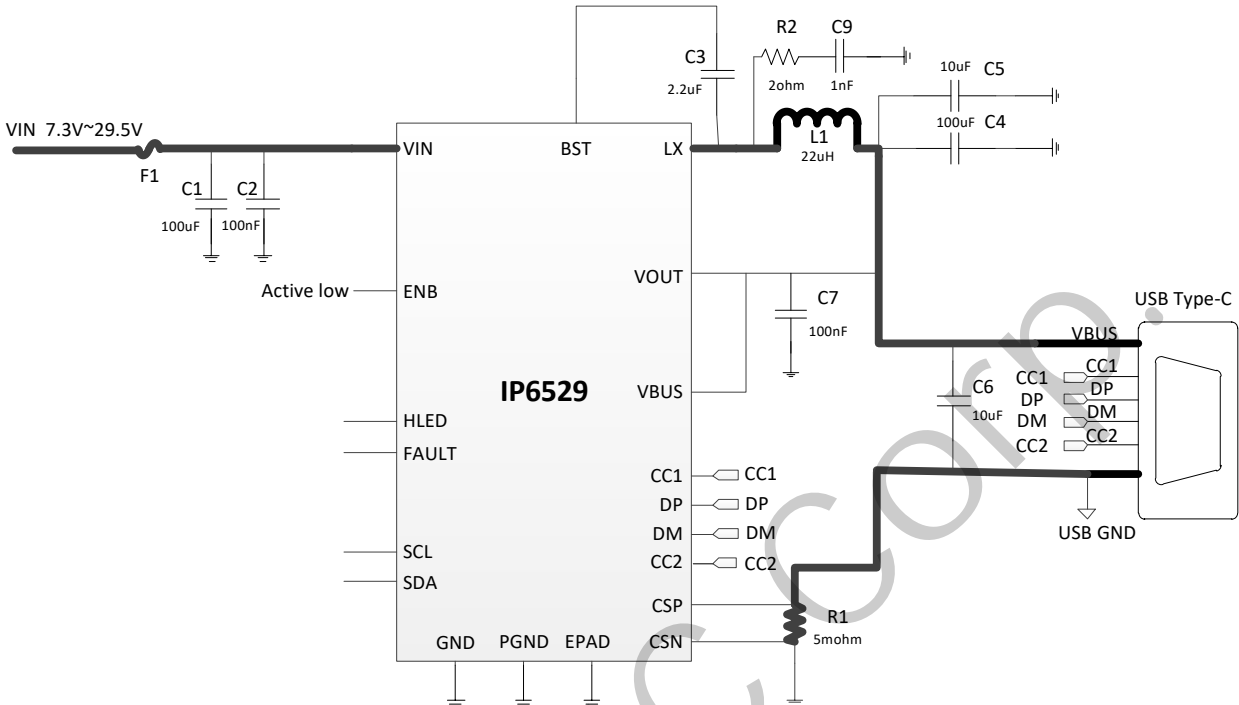 R2 C9
C3
2.2uF
2ohm 1nF
10uF C5
100uF C4
VIN 7.3V~29.5V
F1
VIN BST LX
L1
22uH
C1 C2
100uF 100nF
Active low ENB
VOUT
C7
100nF
USB Type-C
IP6529
VBUS
VBUS
CC1 CC1
DP DP
DM DM
CC2 CC2
C6
10uF
HLED
FAULT
CC1 CC1
DP DP
DM DM
CC2 CC2
USB GND
SCL
SDA
CSP
R1
5mohm
GND PGND EPAD CSN
C Corp.